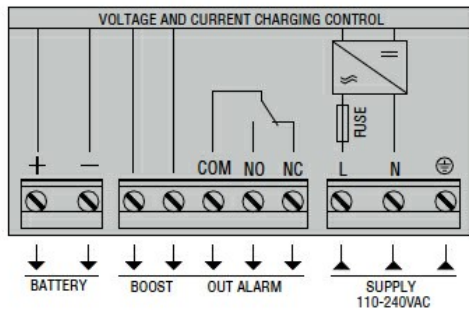 VOLTAGE AND CURRENT CHARGING CONTROL
FUSE
+ − COM NO NC L N
BATTERY BOOST OUT ALARM SUPPLY
110-240VAC